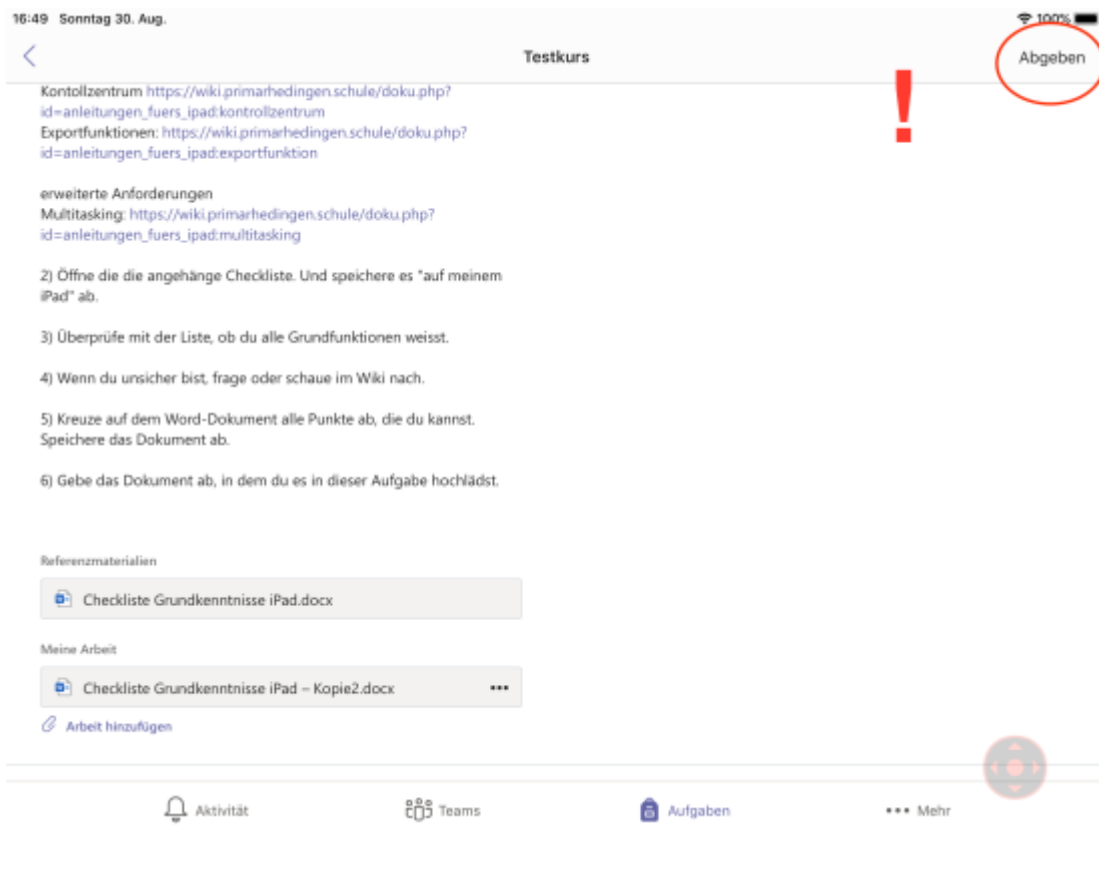 16:49 Sonntag 30. Aug.
100%
Testkurs
Abgeben
!
Kontollzentrum https://wiki.primarhedingen.schule/doku.php?
id=anleitungen_fuers_ipad:kontrollzentrum
Exportfunktionen: https://wiki.primarhedingen.schule/doku.php?
id=anleitungen_fuers_ipad:exportfunktion
erweiterte Anforderungen
Multitasking: https://wiki.primarhedingen.schule/doku.php?
id=anleitungen_fuers_ipad:multitasking
2) Öffne die die angehänge Checkliste. Und speichere es "auf meinem
iPad" ab.
3) Überprüfe mit der Liste, ob du alle Grundfunktionen weisst.
4) Wenn du unsicher bist, frage oder schaue im Wiki nach.
5) Kreuze auf dem Word-Dokument alle Punkte ab, die du kannst.
Speichere das Dokument ab.
6) Gebe das Dokument ab, in dem du es in dieser Aufgabe hochlädst.
Referenzmaterialien
Checkliste Grundkenntnisse iPad.docx
Meine Arbeit
Checkliste Grundkenntnisse iPad – Kopie2.docx
Arbeit hinzufügen
Aktivität
Teams
Aufgaben
Mehr